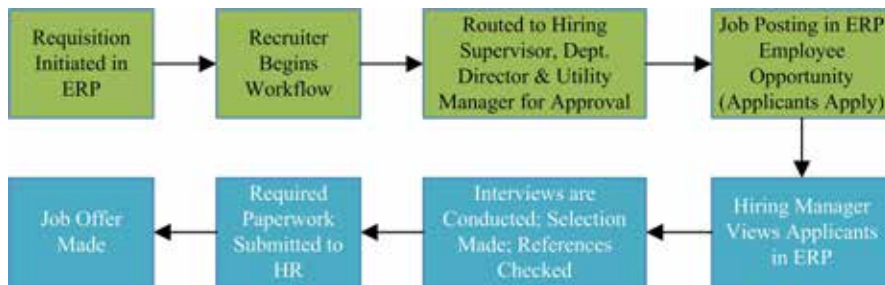 Requisition
Initiated in
ERP
Recruiter
Begins
Workflow
Routed to Hiring
Supervisor, Dept.
Director & Utility
Manager for Approval
Job Posting in ERP
Employee
Opportunity
(Applicants Apply)
Hiring Manager
Views Applicants
in ERP
Interviews are
Conducted; Selection
Made; References
Checked
Required
Paperwork
Submitted to
HR
Job Offer
Made